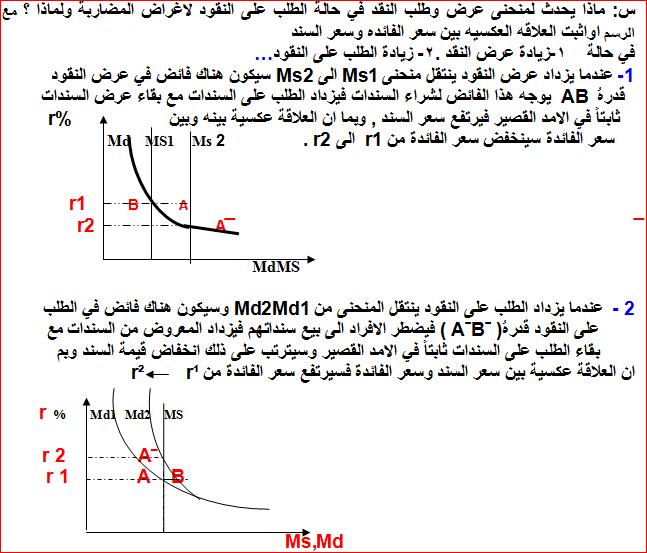 س: ماذا يحدث لمنحنى عرض وطلب النقد في حالة الطلب على النقود لاغراض المضاربة ولماذا ؟ مع
الرسم اواثبت العلاقه العكسيه بين سعر الفائده وسعر السند
في حالة ١-زيادة عرض النقد .٢- زيادة الطلب على النقود...
1- عندما يزداد عرض النقود ينتقل منحنى Ms1 الى Ms2 سيكون هناك فائض في عرض النقود
قدرهُ AB يوجه هذا الفائض لشراء السندات فيزداد الطلب على السندات مع بقاء عرض السندات
ثابتاً في الامد القصير فيرتفع سعر السند , وبما ان العلاقة عكسية بينه وبين
سعر الفائدة سينخفض سعر الفائدة من r1 الى r2 .
r%
Md MS1 Ms 2
r1 B A
r2 A¯
MdMS
2 - عندما يزداد الطلب على النقود ينتقل المنحنى من Md2Md1 وسيكون هناك فائض في الطلب
على النقود قدرهُ( A¯B¯ ) فيضطر الافراد الى بيع سنداتهم فيزداد المعروض من السندات مع
بقاء الطلب على السندات ثابتاً في الامد القصير وسيترتب على ذلك انخفاض قيمة السند وبم
ان العلاقة عكسية بين سعر السند وسعر الفائدة فسيرتفع سعر الفائدة من r¹ ← r²
r % Md1 Md2 MS
r 2 A¯
r 1 A B
Ms,Md